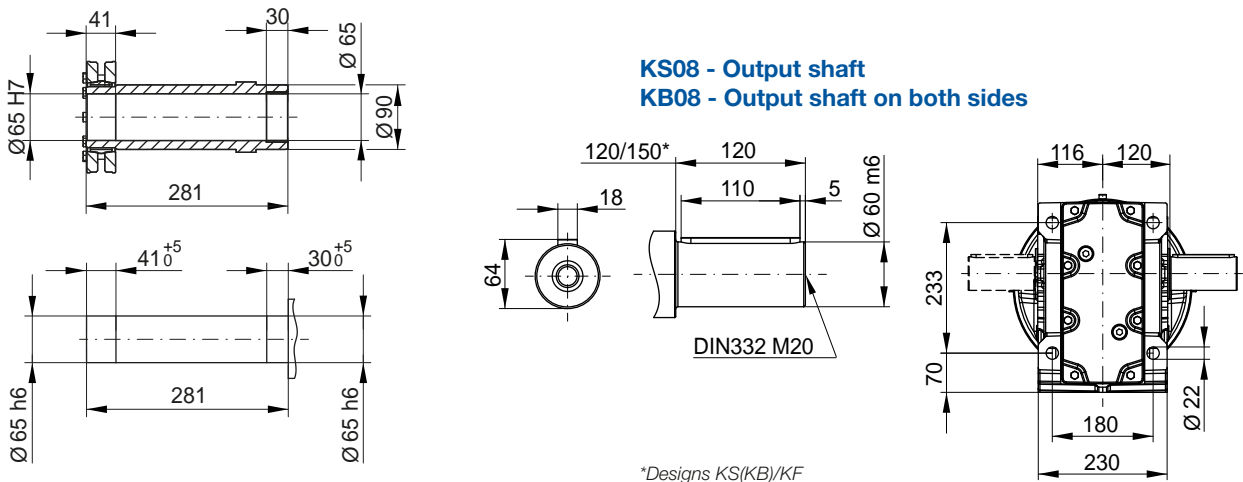 41
30
Ø 65
Ø 65 H7
Ø 90
281
41 +5 0
30 +5 0
Ø 65 h6
281
Ø 65 h6
KS08 - Output shaft
KB08 - Output shaft on both sides
120/150*
120
110
5
18
64
Ø 60 m6
DIN332 M20
116
120
233
70
Ø 22
180
230
*Designs KS(KB)/KF